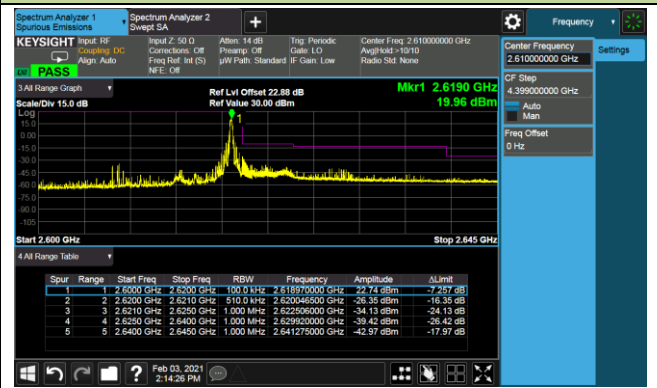 Spectrum Analyzer 1
Spurious Emissions
Spectrum Analyzer 2
Swept SA
Frequency
KEYSIGHT
Input: RF
Coupling: DC
Align: Auto
Input Z: 50 Ω
Corrections: Off
Freq Ref: Int (S)
NFE: Off
Atten: 14 dB
Preamp: Off
µW Path: Standard
Trig: Periodic
Gate: LO
IF Gain: Low
Center Freq: 2.610000000 GHz
Avg|Hold:>10/10
Radio Std: None
PASS
Center Frequency
2.610000000 GHz
Settings
CF Step
4.399000000 GHz
Auto
Man
Freq Offset
0 Hz
3 All Range Graph
Scale/Div 15.0 dB
Ref Lvl Offset 22.88 dB
Ref Value 30.00 dBm
Mkr1 2.6190 GHz
19.96 dBm
Log
1
15.0
0.00
-15.0
-30.0
-45.0
-60.0
-75.0
-90.0
-105
Start 2.600 GHz
Stop 2.645 GHz
4 All Range Table
Spur Range Start Freq Stop Freq RBW Frequency Amplitude ΔLimit
1 1 2.6000 GHz 2.6200 GHz 100.0 kHz 2.618970000 GHz 22.74 dBm -7.257 dB
2 2 2.6200 GHz 2.6210 GHz 510.0 kHz 2.620046500 GHz -26.35 dBm -16.35 dB
3 3 2.6210 GHz 2.6250 GHz 1.000 MHz 2.622506000 GHz -34.13 dBm -24.13 dB
4 4 2.6250 GHz 2.6400 GHz 1.000 MHz 2.629920000 GHz -39.42 dBm -26.42 dB
5 5 2.6400 GHz 2.6450 GHz 1.000 MHz 2.641275000 GHz -42.97 dBm -17.97 dB
Feb 03, 2021
2:14:26 PM